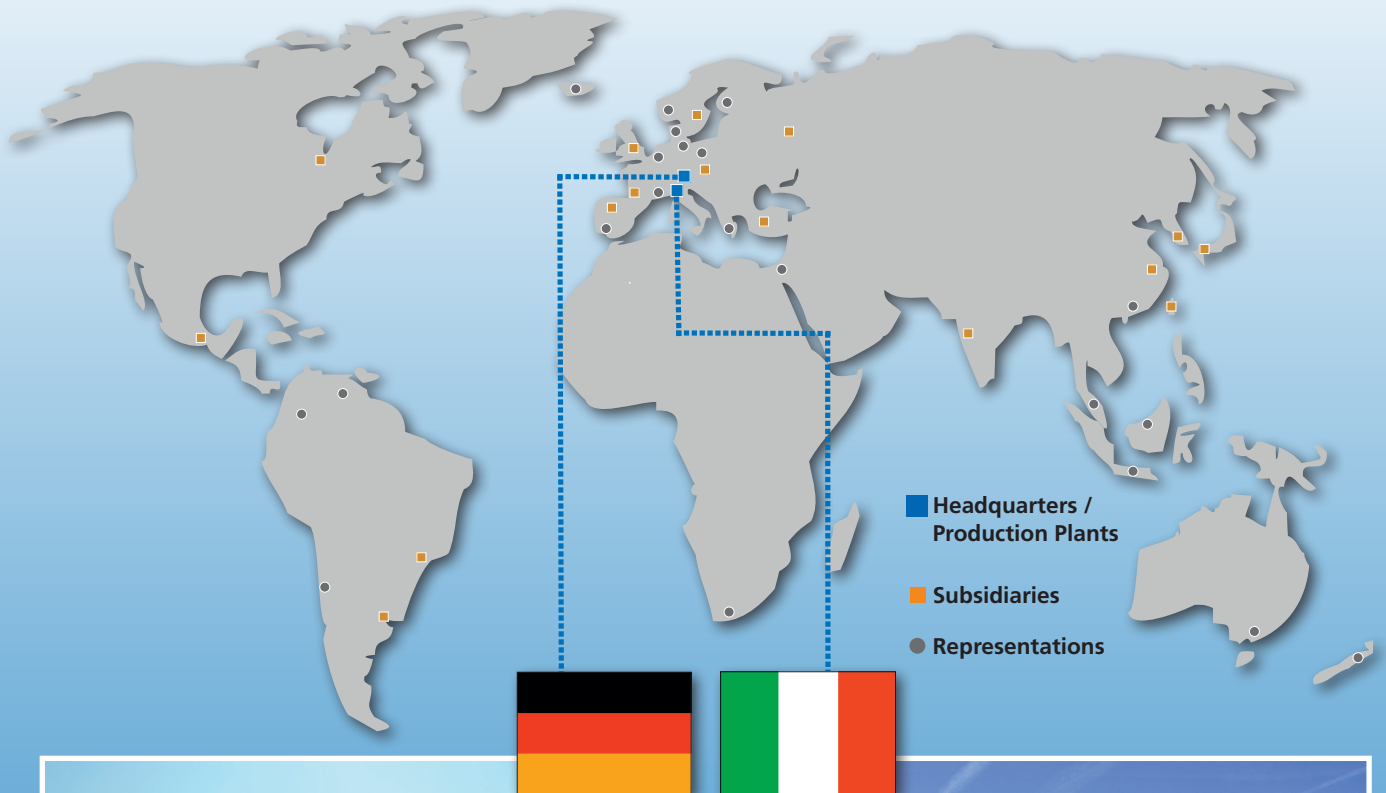 Headquarters /
Production Plants
Subsidiaries
Representations